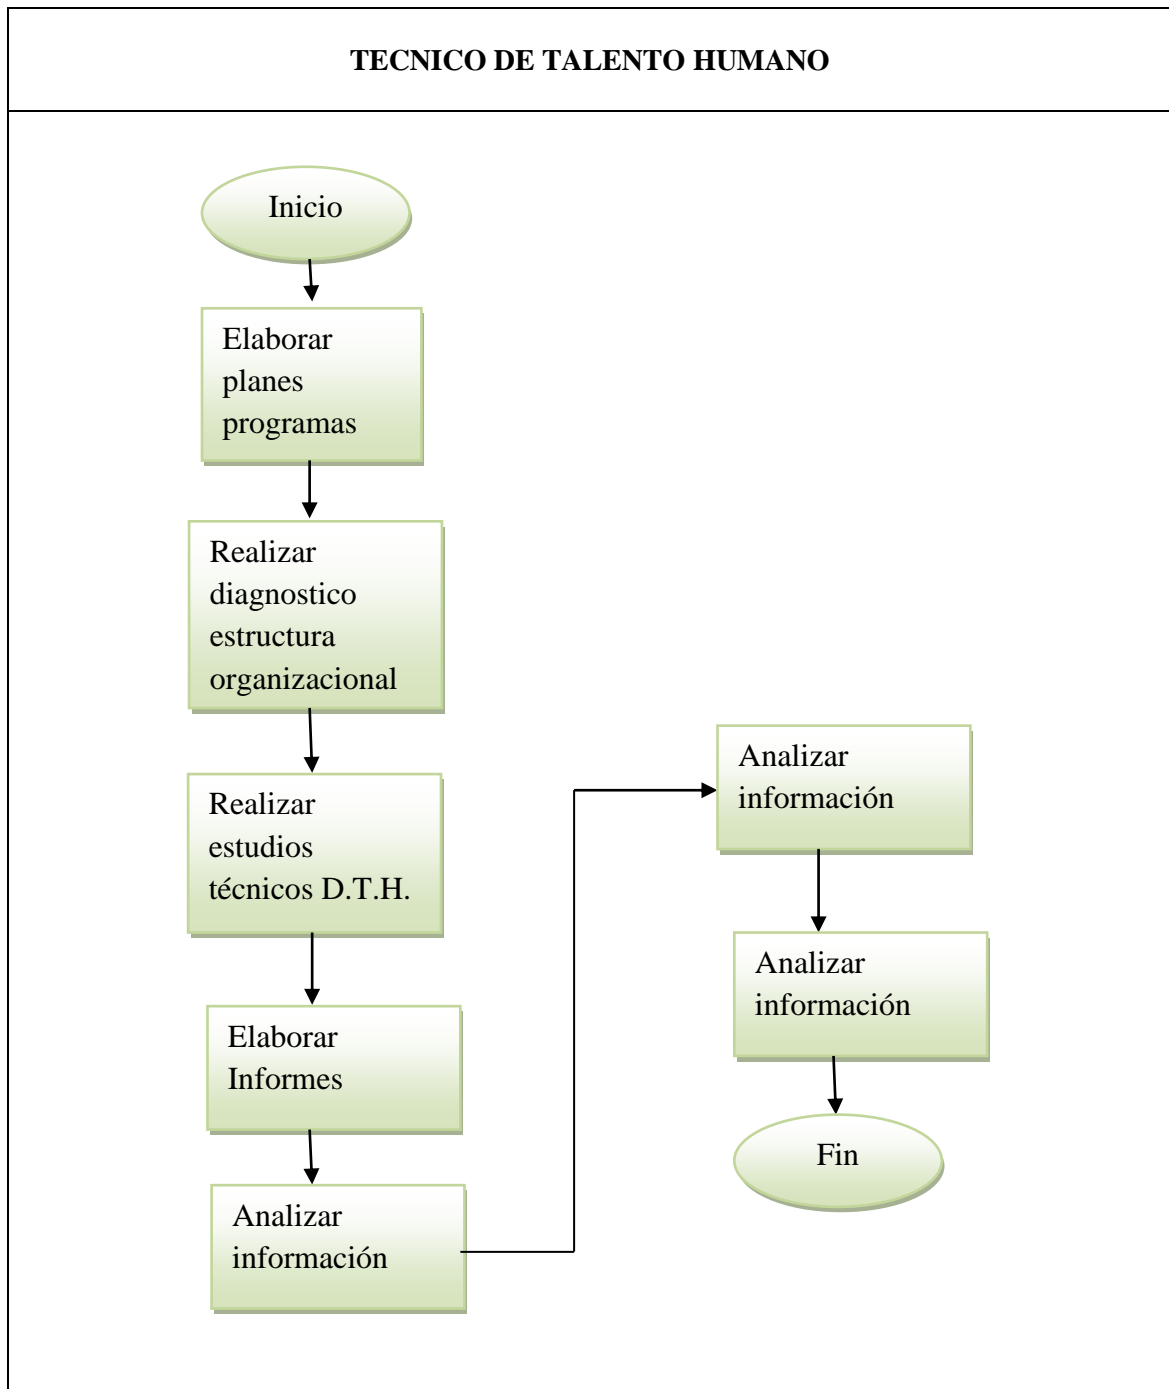 TECNICO DE TALENTO HUMANO
Inicio
Elaborar
planes
programas
Realizar
diagnostico
estructura
organizacional
Realizar
estudios
técnicos D.T.H.
Elaborar
Informes
Analizar
información
Analizar
información
Analizar
información
Fin